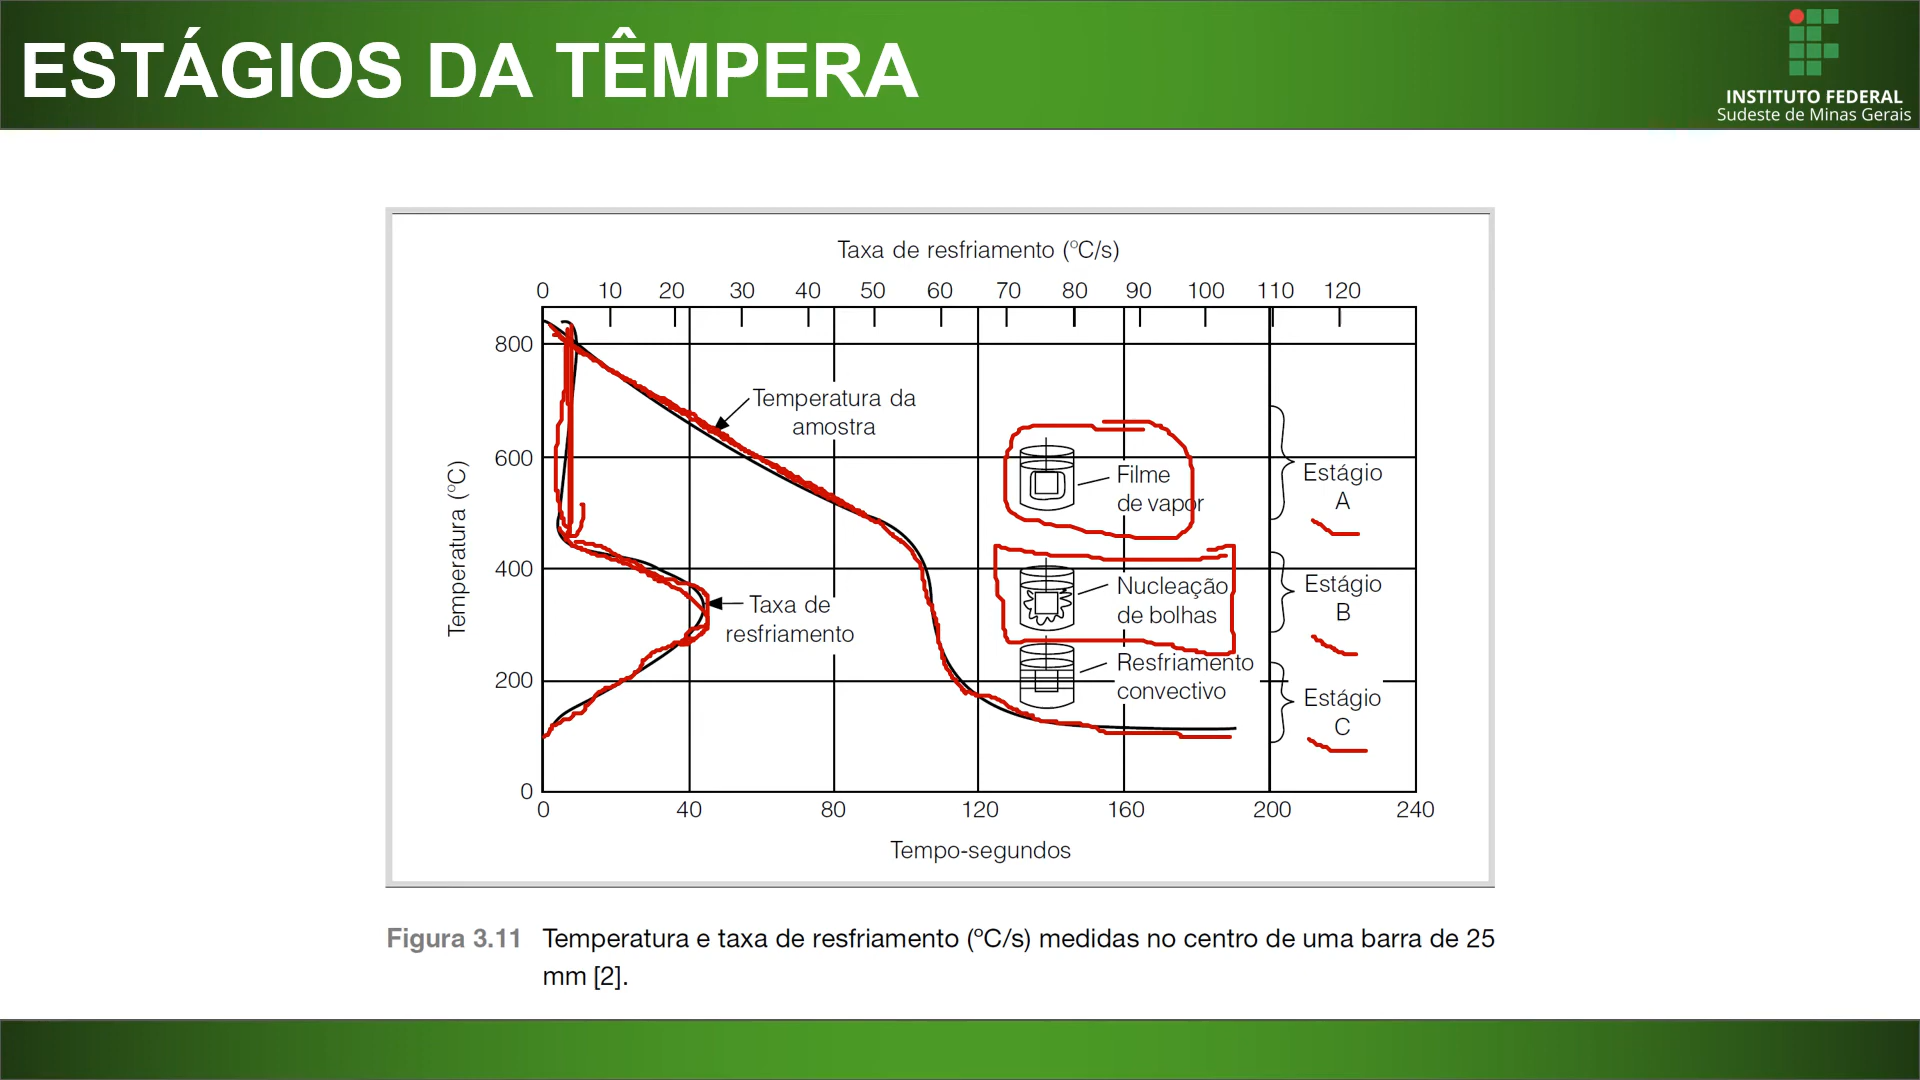 ESTÁGIOS DA TÊMPERA
INSTITUTO FEDERAL
Sudeste de Minas Gerais
Taxa de resfriamento (ºC/s)
0 10 20 30 40 50 60 70 80 90 100 110 120
800
600
400
200
0
Temperatura (ºC)
Temperatura da
amostra
Taxa de
resfriamento
Filme
de vapor
Nucleação
de bolhas
Resfriamento
convectivo
Estágio
A
Estágio
B
Estágio
C
0 40 80 120 160 200 240
Tempo-segundos
Figura 3.11 Temperatura e taxa de resfriamento (ºC/s) medidas no centro de uma barra de 25
mm [2].